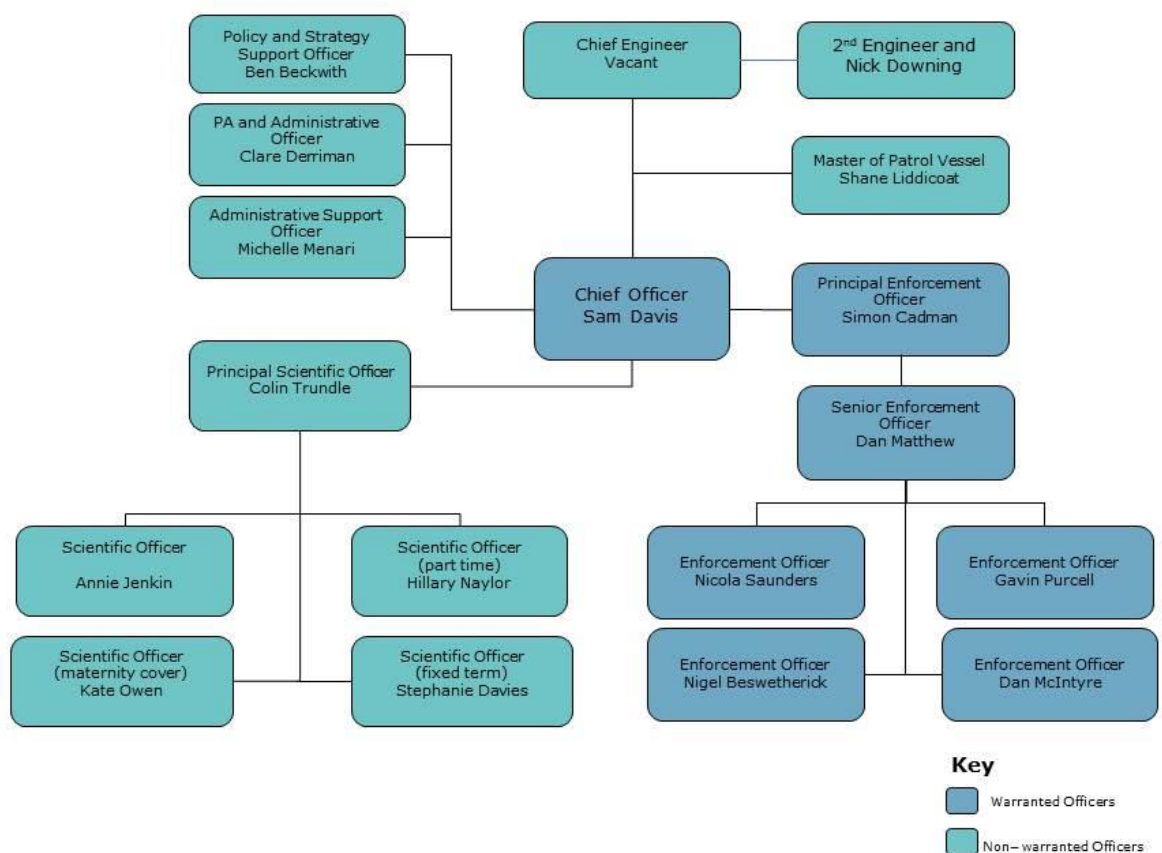 Policy and Strategy
Support Officer
Ben Beckwith
Chief Engineer
Vacant
2nd Engineer and
Nick Downing
PA and Administrative
Officer
Clare Derriman
Master of Patrol Vessel
Shane Liddicoat
Administrative Support
Officer
Michelle Menari
Chief Officer
Sam Davis
Principal Enforcement
Officer
Simon Cadman
Principal Scientific Officer
Colin Trundle
Senior Enforcement
Officer
Dan Matthew
Scientific Officer
Annie Jenkin
Scientific Officer
(part time)
Hillary Naylor
Enforcement Officer
Nicola Saunders
Enforcement Officer
Gavin Purcell
Scientific Officer
(maternity cover)
Kate Owen
Scientific Officer
(fixed term)
Stephanie Davies
Enforcement Officer
Nigel Beswetherick
Enforcement Officer
Dan McIntyre
Key
Warranted Officers
Non–warranted Officers